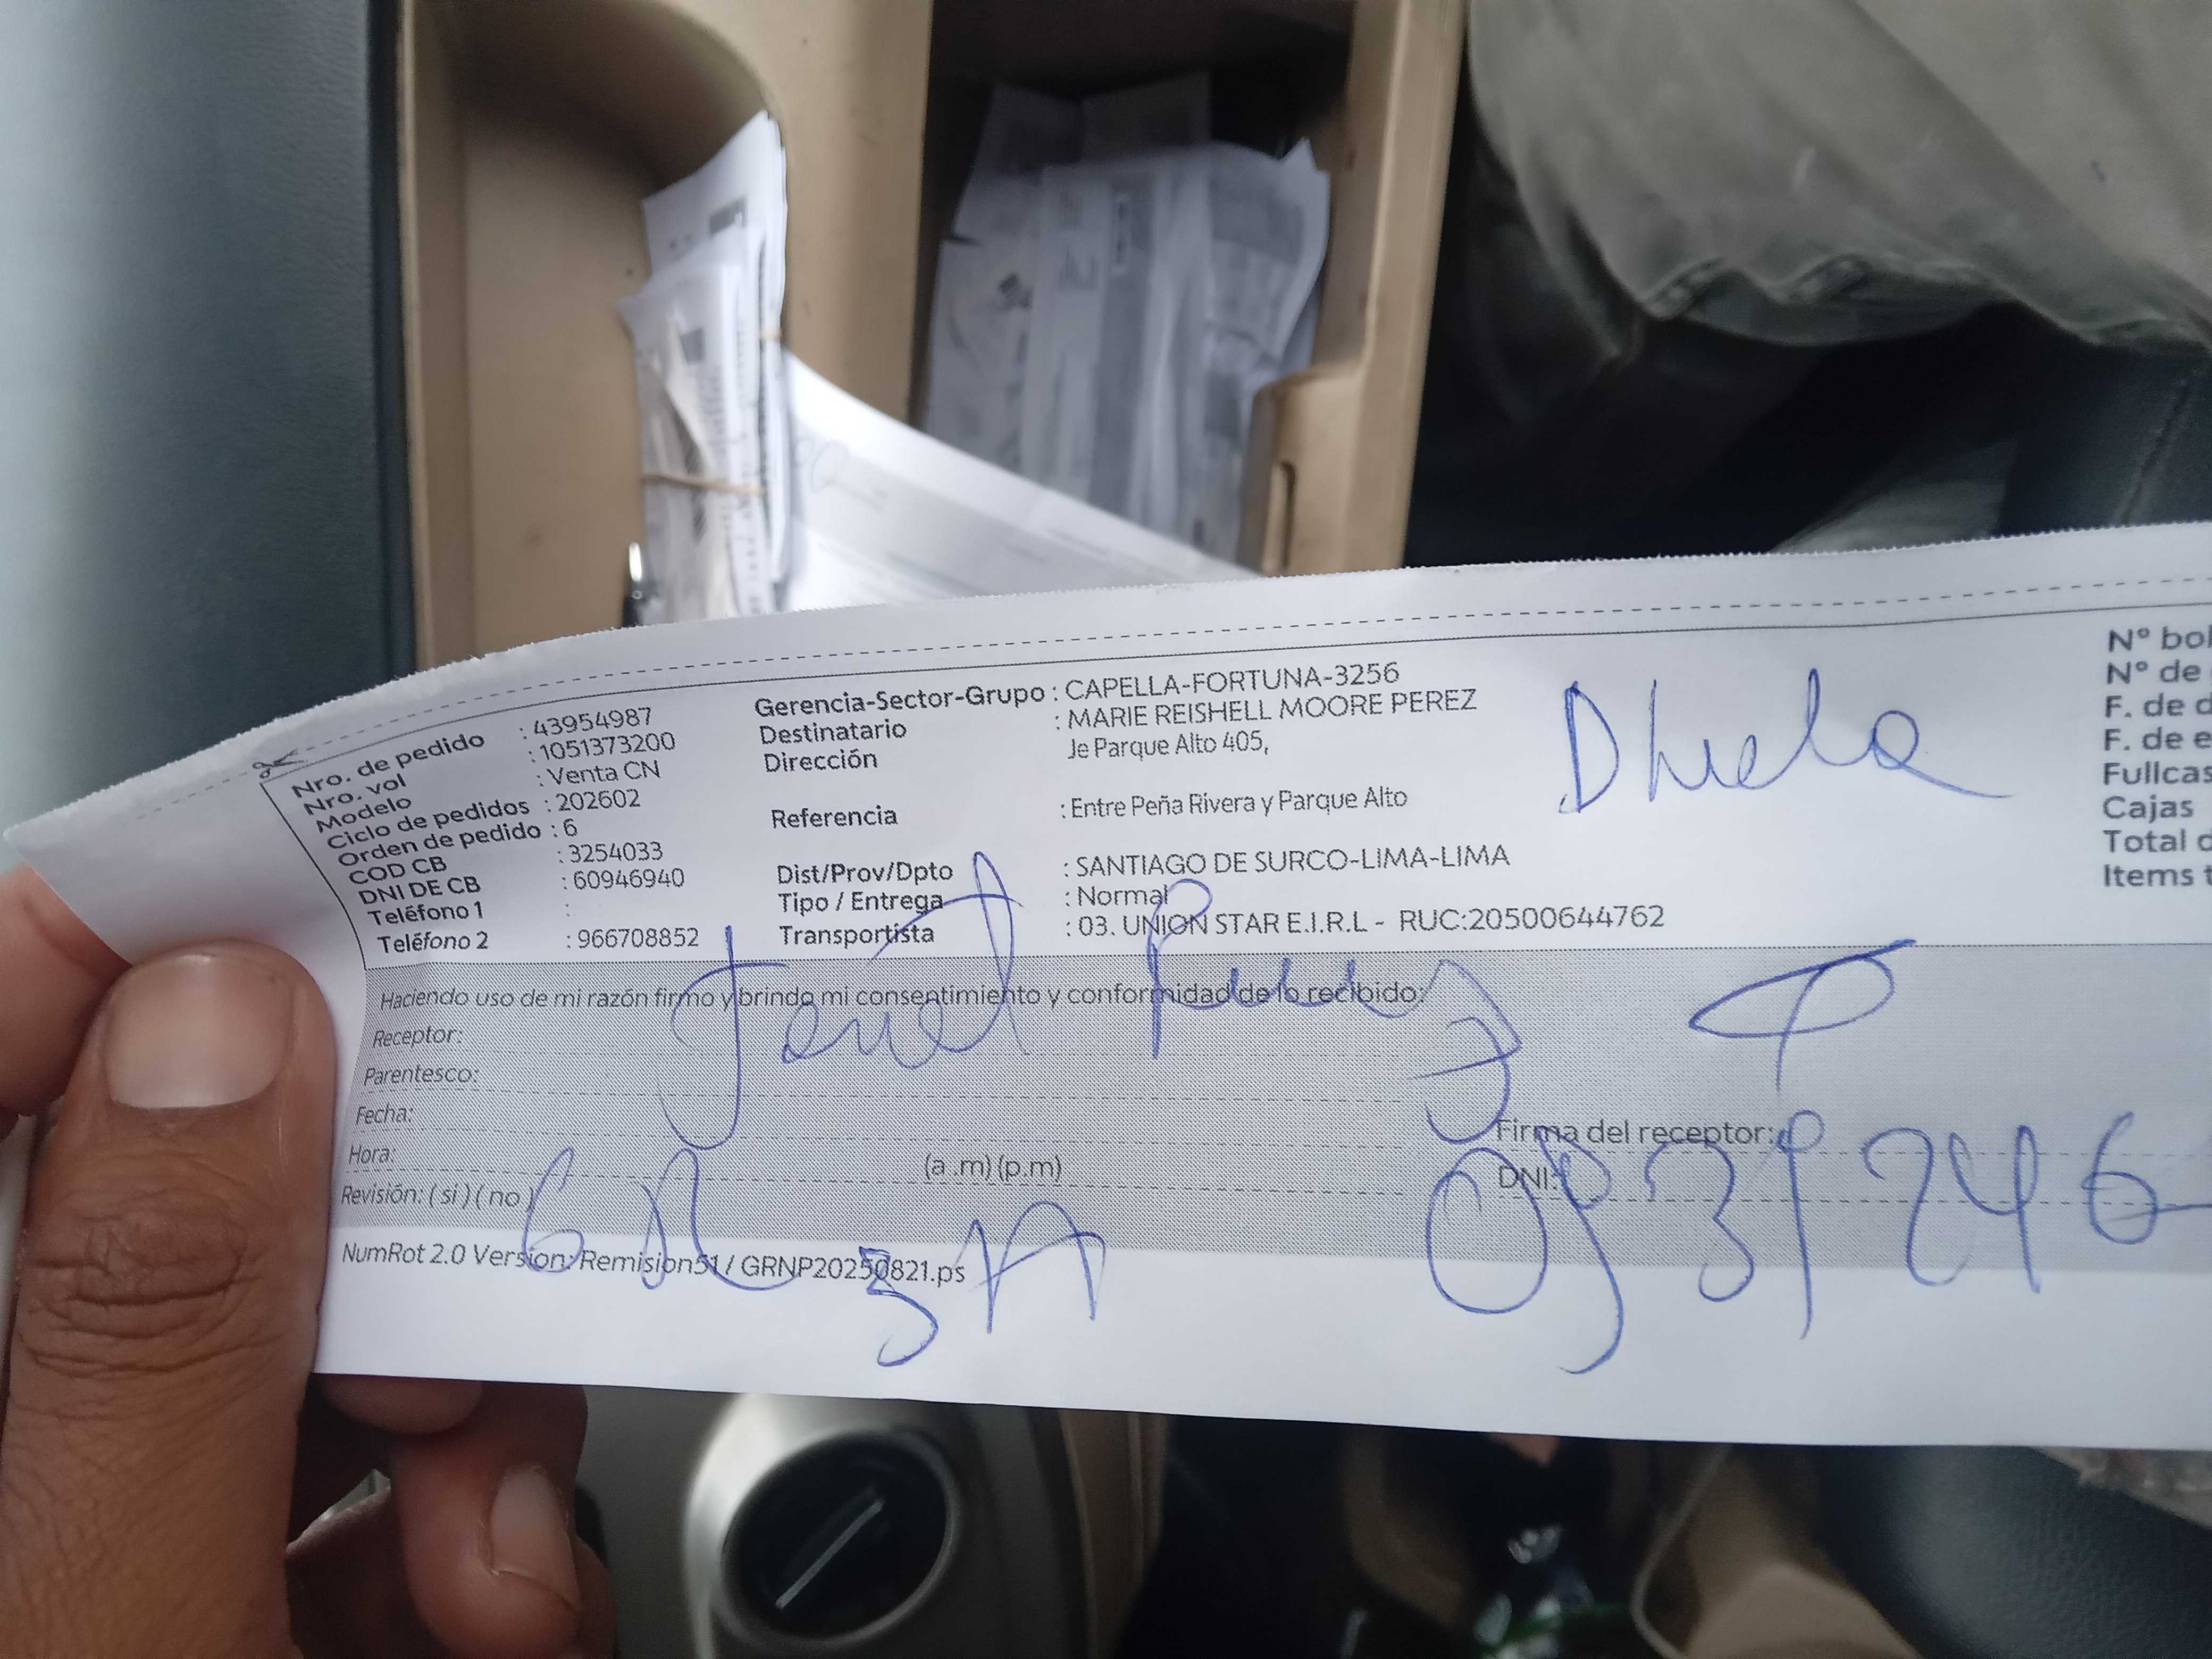 Nro. de pedido : 43954987
Nro. vol : 1051373200
Modelo : Venta CN
Ciclo de pedidos : 202602
Orden de pedido : 6
COD CB : 3254033
DNI DE CB : 60946940
Teléfono 1 :
Teléfono 2 : 966708852
Gerencia-Sector-Grupo : CAPELLA-FORTUNA-3256
Destinatario : MARIE REISHELL MOORE PEREZ
Dirección Je Parque Alto 405,
Referencia : Entre Peña Rivera y Parque Alto
Dist/Prov/Dpto : SANTIAGO DE SURCO-LIMA-LIMA
Tipo / Entrega : Normal
Transportista : 03. UNION STAR E.I.R.L - RUC:20500644762
Nº bol
Nº de
F. de d
F. de e
Fullcas
Cajas
Total d
Items t
Haciendo uso de mi razón firmo y brindo mi consentimiento y conformidad de lo recibido:
Receptor:
Parentesco:
Fecha:
Hora: (a .m) (p.m)
Revisión: ( si ) ( no )
Firma del receptor:
DNI:
NumRot 2.0 Version: Remision51 / GRNP20250821.ps